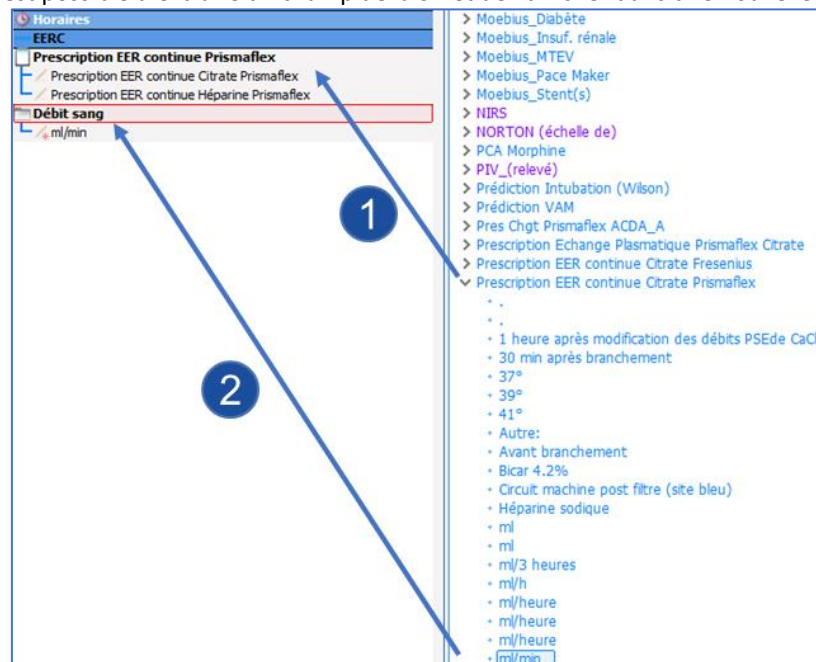 Horaires
EERC
Prescription EER continue Prismaflex
Prescription EER continue Citrate Prismaflex
Prescription EER continue Héparine Prismaflex
Débit sang
ml/min
1
2
Moebius_Diabète
Moebius_Insuf. rénale
Moebius_MTEV
Moebius_Pace Maker
Moebius_Stent(s)
NIRS
NORTON (échelle de)
PCA Morphine
PIV_(relevé)
Prédiction Intubation (Wilson)
Prédiction VAM
Pres Chgt Prismaflex ACDA_A
Prescription Echange Plasmatique Prismaflex Citrate
Prescription EER continue Citrate Fresenius
Prescription EER continue Citrate Prismaflex
.
.
1 heure après modification des débits PSEde CaCl
30 min après branchement
37°
39°
41°
Autre:
Avant branchement
Bicar 4.2%
Circuit machine post filtre (site bleu)
Héparine sodique
ml
ml
ml/3 heures
ml/h
ml/heure
ml/heure
ml/heure
ml/min